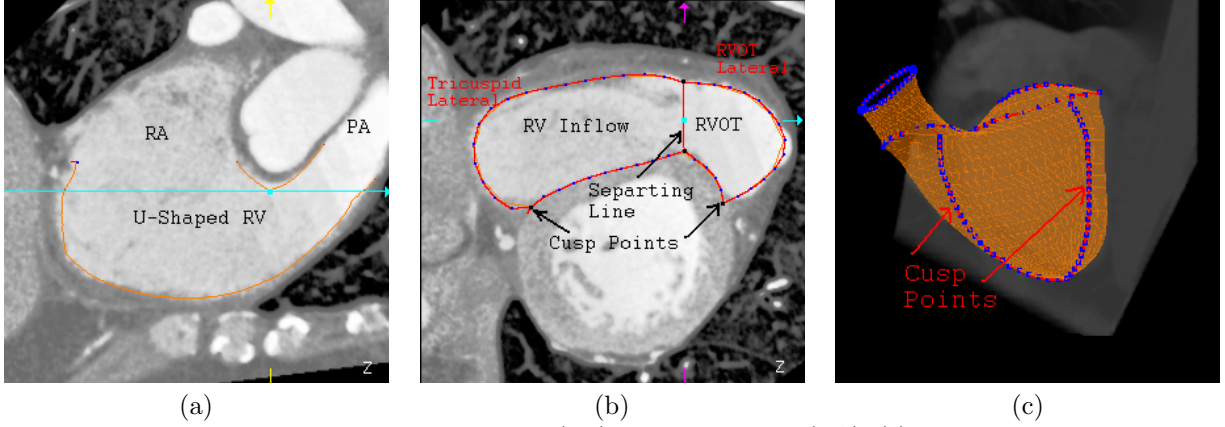 RA
PA
U-Shaped RV
Z
(a)
RVOT
Lateral
Tricuspid
Lateral
RV Inflow
RVOT
Separting
Line
Cusp Points
Z
(b)
Cusp
Points
(c)